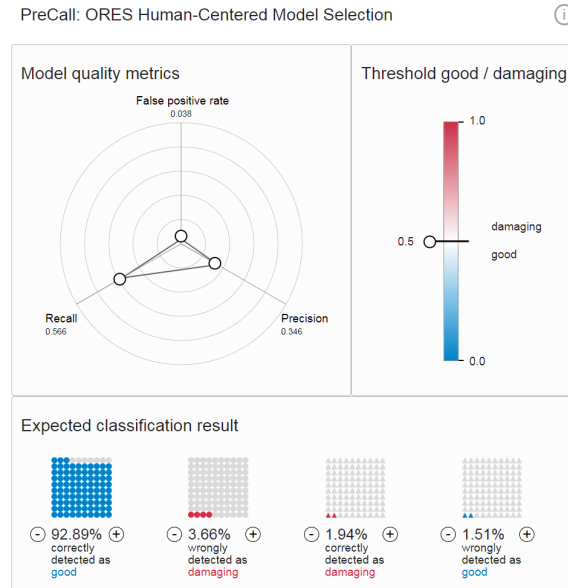 PreCall: ORES Human-Centered Model Selection
Model quality metrics
False positive rate
0.038
Recall
0.566
Precision
0.346
Threshold good / damaging
1.0
damaging
0.5
good
0.0
Expected classification result
- 92.89% +
correctly
detected as
good
- 3.66% +
wrongly
detected as
damaging
- 1.94% +
correctly
detected as
damaging
- 1.51% +
wrongly
detected as
good